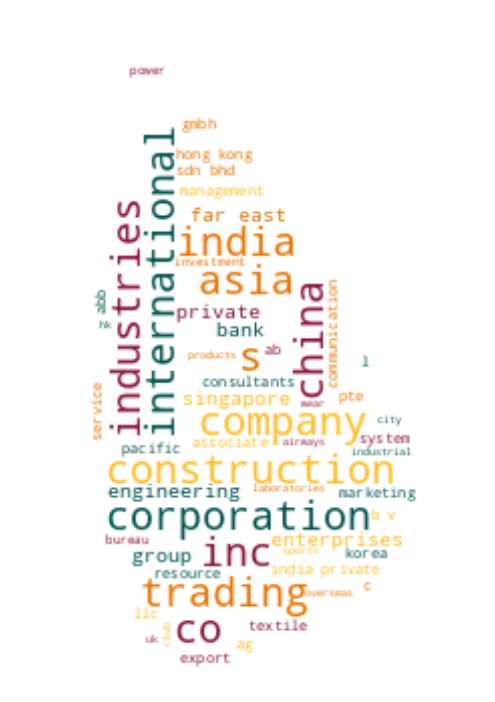 power
gmbh
international
hong kong
sdn bhd
management
industries
far east
india
investment
asia
china
communication
abb
private
hk
bank
products
s
ab
l
consultants
service
singapore
wear
pte
company
city
associate
airways
system
pacific
industrial
construction
engineering
laboratories
marketing
corporation
b v
bureau
inc
enterprises
group
sports
korea
resource
india private
trading
overseas
c
llc
co
club
textile
uk
ag
export